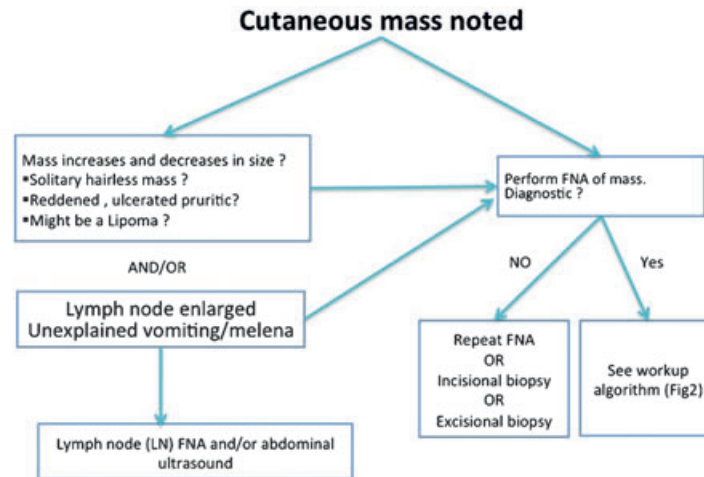 Cutaneous mass noted
Mass increases and decreases in size ?
▪Solitary hairless mass ?
▪Reddened , ulcerated pruritic?
▪Might be a Lipoma ?
Perform FNA of mass.
Diagnostic ?
AND/OR
NO
Yes
Lymph node enlarged
Unexplained vomiting/melena
Repeat FNA
OR
Incisional biopsy
OR
Excisional biopsy
See workup
algorithm (Fig2)
Lymph node (LN) FNA and/or abdominal
ultrasound